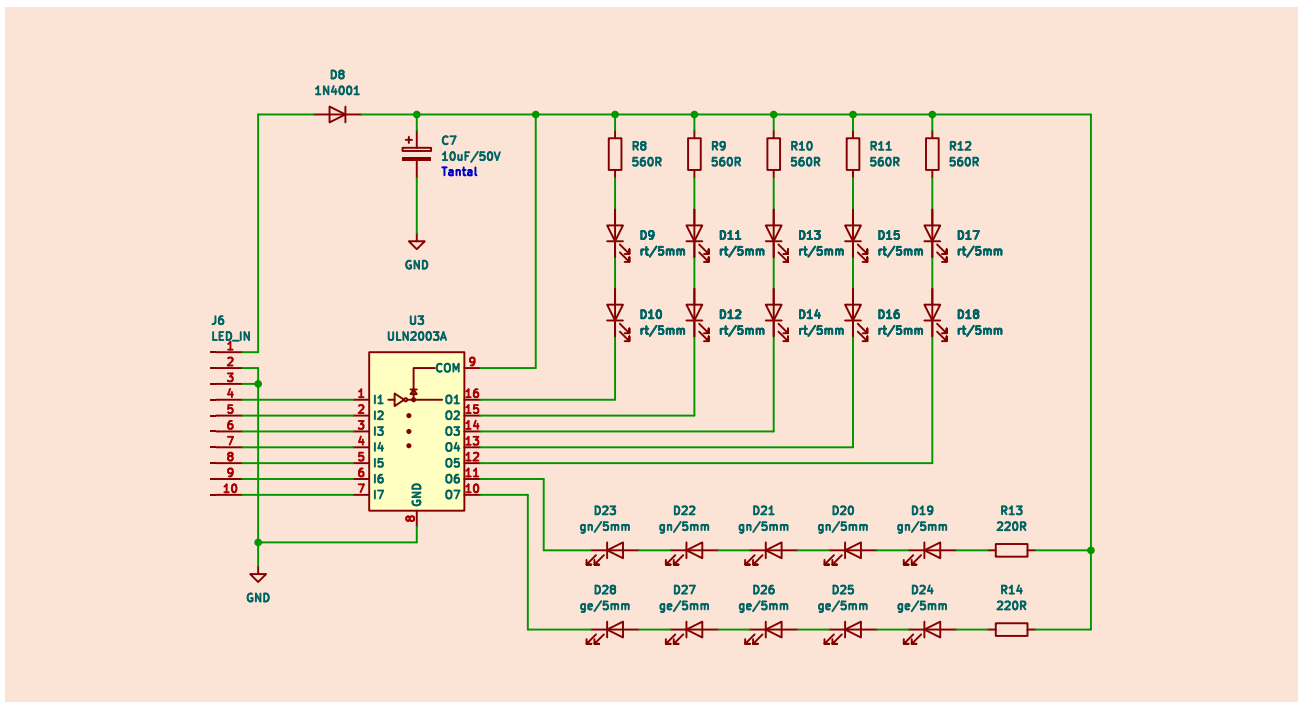 D8
1N4001
C7
10uF/50V
Tantal
GND
R8
560R
R9
560R
R10
560R
R11
560R
R12
560R
D9
rt/5mm
D11
rt/5mm
D13
rt/5mm
D15
rt/5mm
D17
rt/5mm
D10
rt/5mm
D12
rt/5mm
D14
rt/5mm
D16
rt/5mm
D18
rt/5mm
J6
LED_IN
1
2
3
4
5
6
7
8
9
10
GND
U3
ULN2003A
COM 9
1 I1 O1 16
2 I2 O2 15
3 I3 O3 14
4 I4 O4 13
5 I5 O5 12
6 I6 O6 11
7 I7 O7 10
GND
8
D23
gn/5mm
D22
gn/5mm
D21
gn/5mm
D20
gn/5mm
D19
gn/5mm
R13
220R
D28
ge/5mm
D27
ge/5mm
D26
ge/5mm
D25
ge/5mm
D24
ge/5mm
R14
220R